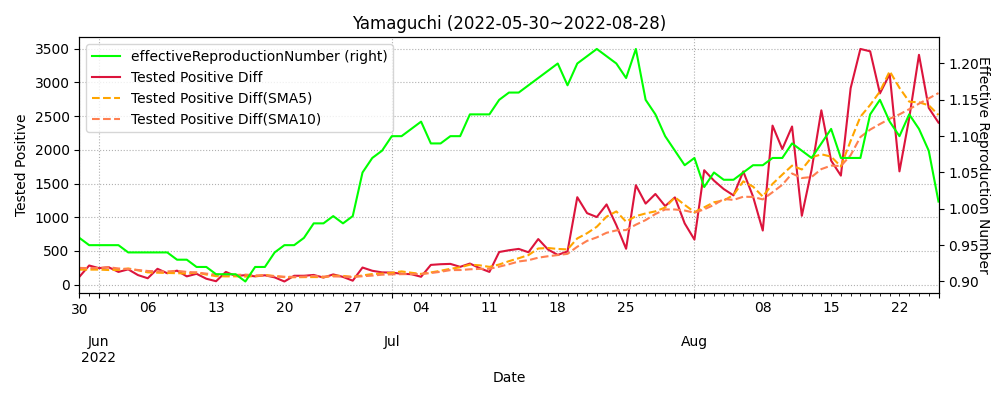 Yamaguchi (2022-05-30~2022-08-28)
effectiveReproductionNumber (right)
Tested Positive Diff
Tested Positive Diff(SMA5)
Tested Positive Diff(SMA10)
3500
3000
2500
2000
1500
1000
500
0
Tested Positive
1.20
1.15
1.10
1.05
1.00
0.95
0.90
Effective Reproduction Number
30 06 13 20 27 04 11 18 25 08 15 22
Jun Jul Aug
2022
Date